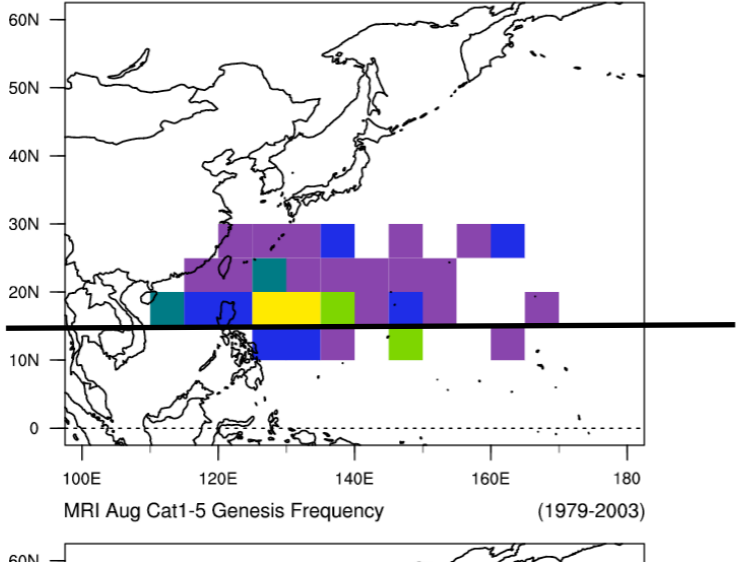 60N
50N
40N
30N
20N
10N
0
100E 120E 140E 160E 180
MRI Aug Cat1-5 Genesis Frequency (1979-2003)
60N